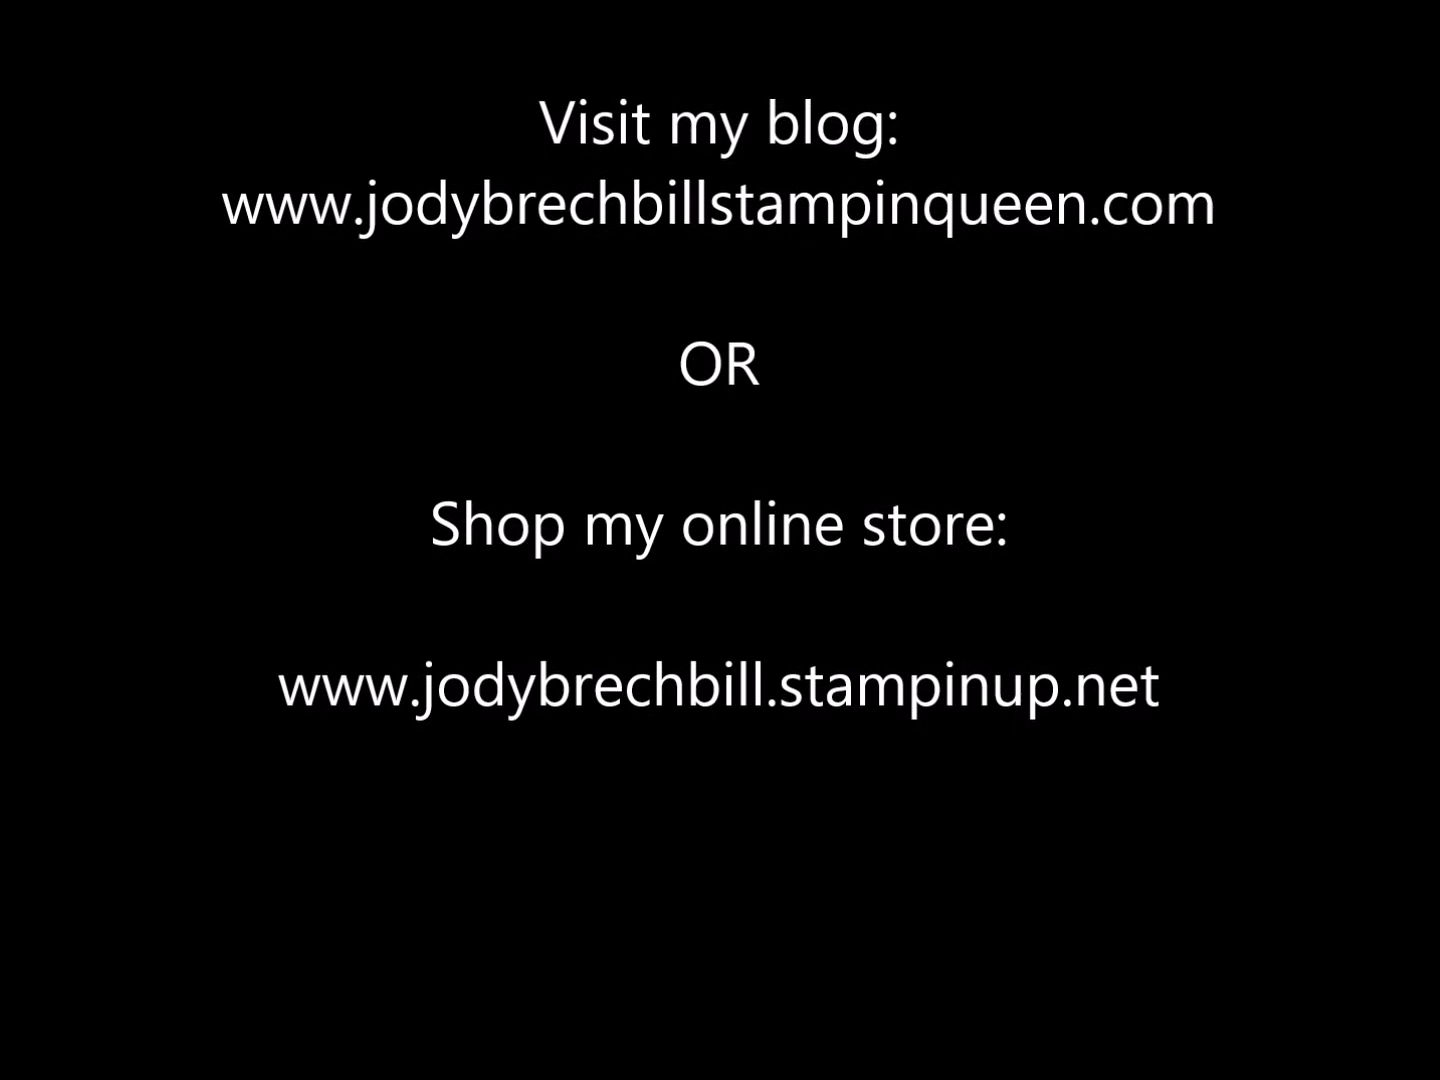 Visit my blog:
www.jodybrechbillstampinqueen.com
OR
Shop my online store:
www.jodybrechbill.stampinup.net